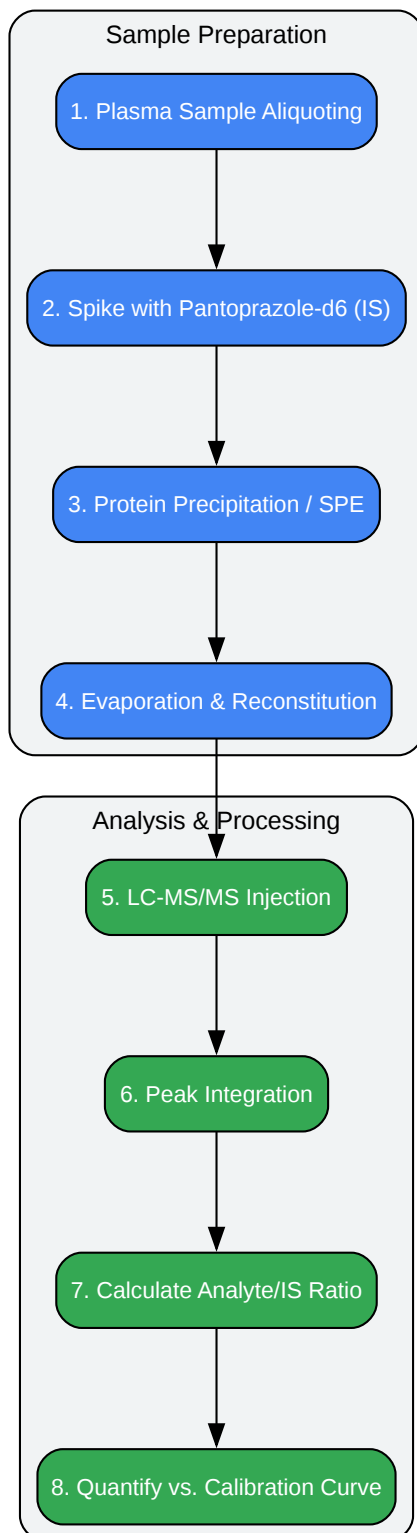 Sample Preparation
1. Plasma Sample Aliquoting
2. Spike with Pantoprazole-d6 (IS)
3. Protein Precipitation / SPE
4. Evaporation & Reconstitution
Analysis & Processing
5. LC-MS/MS Injection
6. Peak Integration
7. Calculate Analyte/IS Ratio
8. Quantify vs. Calibration Curve